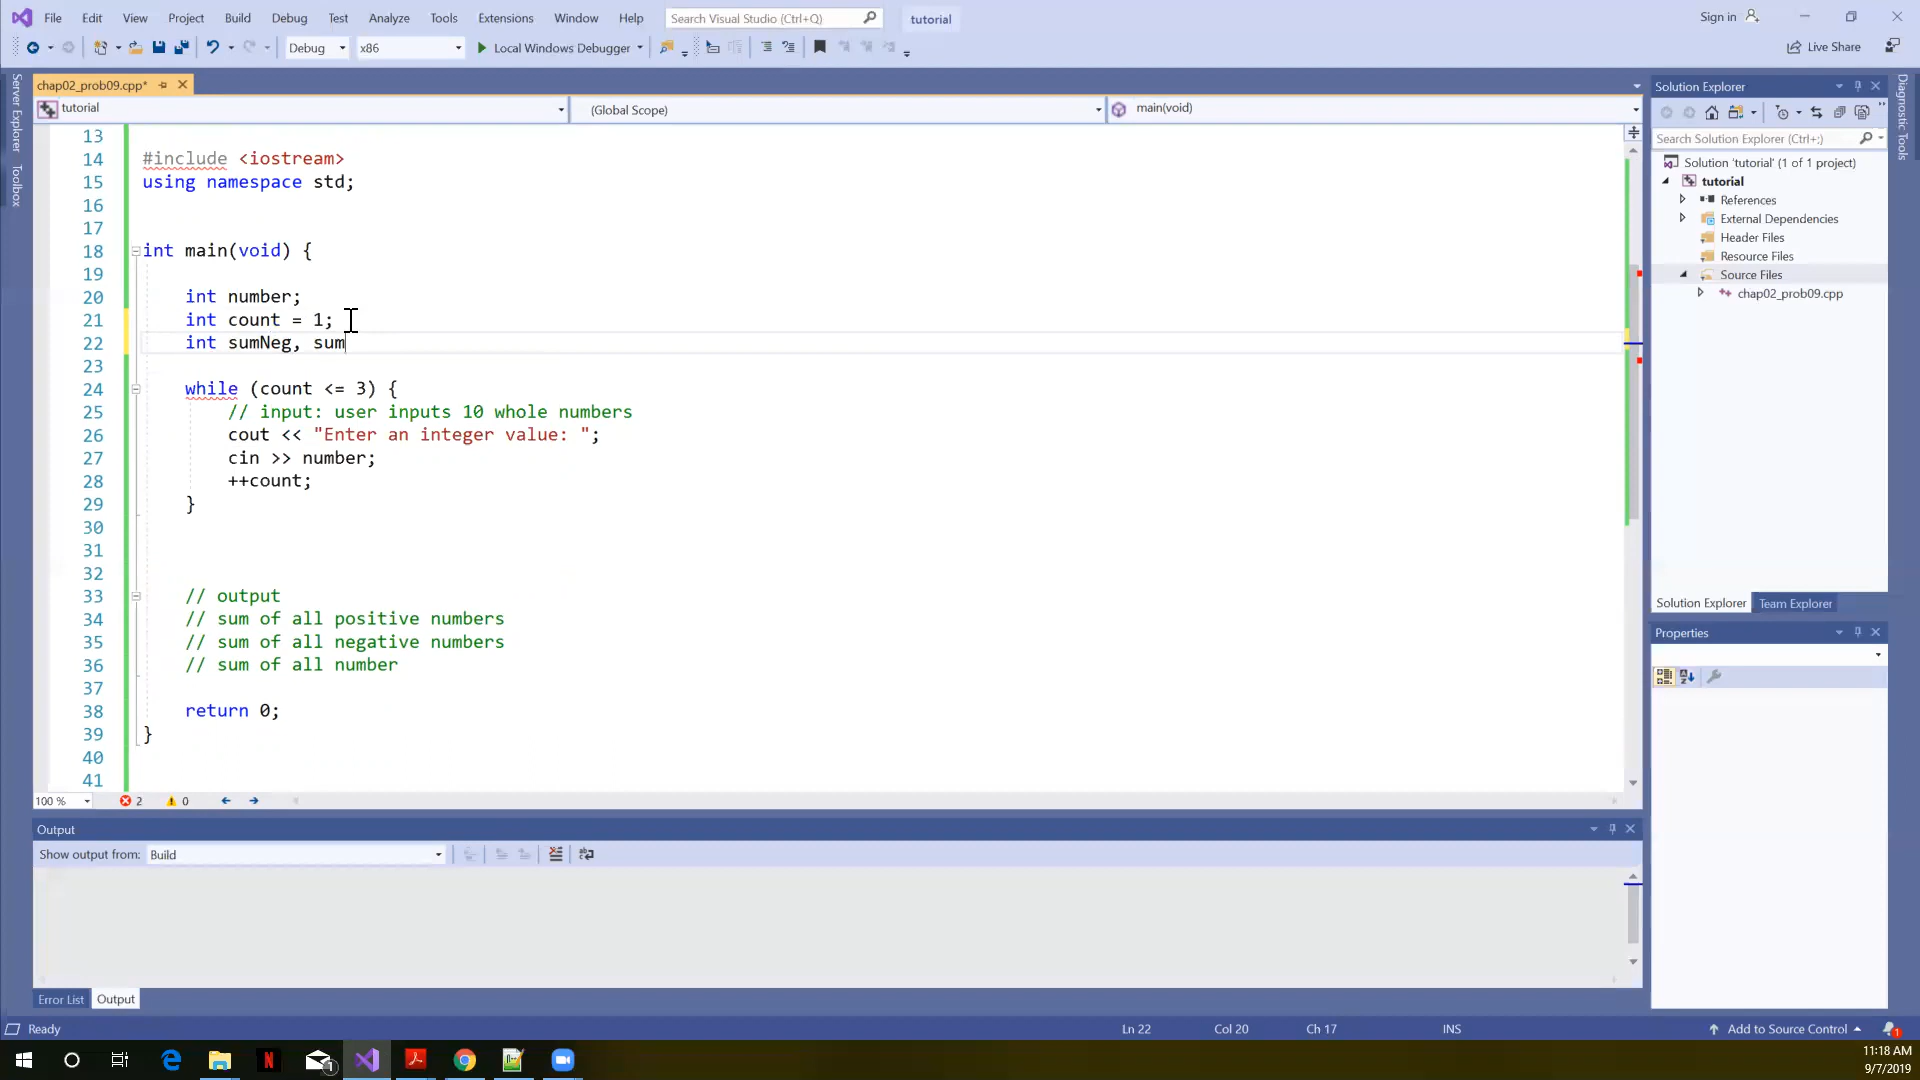 File Edit View Project Build Debug Test Analyze Tools Extensions Window Help Search Visual Studio (Ctrl+Q) tutorial Sign in
Debug x86 Local Windows Debugger Live Share
chap02_prob09.cpp*
tutorial (Global Scope) main(void)
13
14 #include <iostream>
15 using namespace std;
16
17
18 int main(void) {
19
20 int number;
21 int count = 1;
22 int sumNeg, sum
23
24 while (count <= 3) {
25 // input: user inputs 10 whole numbers
26 cout << "Enter an integer value: ";
27 cin >> number;
28 ++count;
29 }
30
31
32
33 // output
34 // sum of all positive numbers
35 // sum of all negative numbers
36 // sum of all number
37
38 return 0;
39 }
40
41
100 % 2 0
Output
Show output from: Build
Error List Output
Ready Ln 22 Col 20 Ch 17 INS Add to Source Control 1
Server Explorer
Toolbox
Solution Explorer
Search Solution Explorer (Ctrl+;)
Solution 'tutorial' (1 of 1 project)
tutorial
References
External Dependencies
Header Files
Resource Files
Source Files
chap02_prob09.cpp
Solution Explorer Team Explorer
Properties
Diagnostic Tools
11:18 AM
9/7/2019